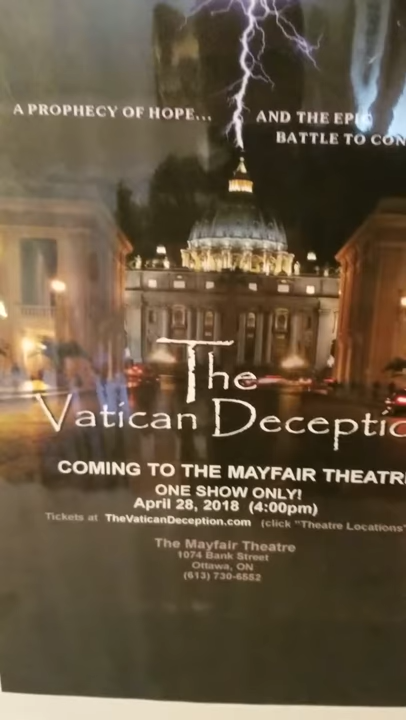 A PROPHECY OF HOPE... AND THE EPIC
BATTLE TO CON
The
Vatican Deceptio
COMING TO THE MAYFAIR THEATR
ONE SHOW ONLY!
April 28, 2018 (4:00pm)
Tickets at TheVaticanDeception.com (click "Theatre Locations"
The Mayfair Theatre
1074 Bank Street
Ottawa, ON
(613) 730-6552